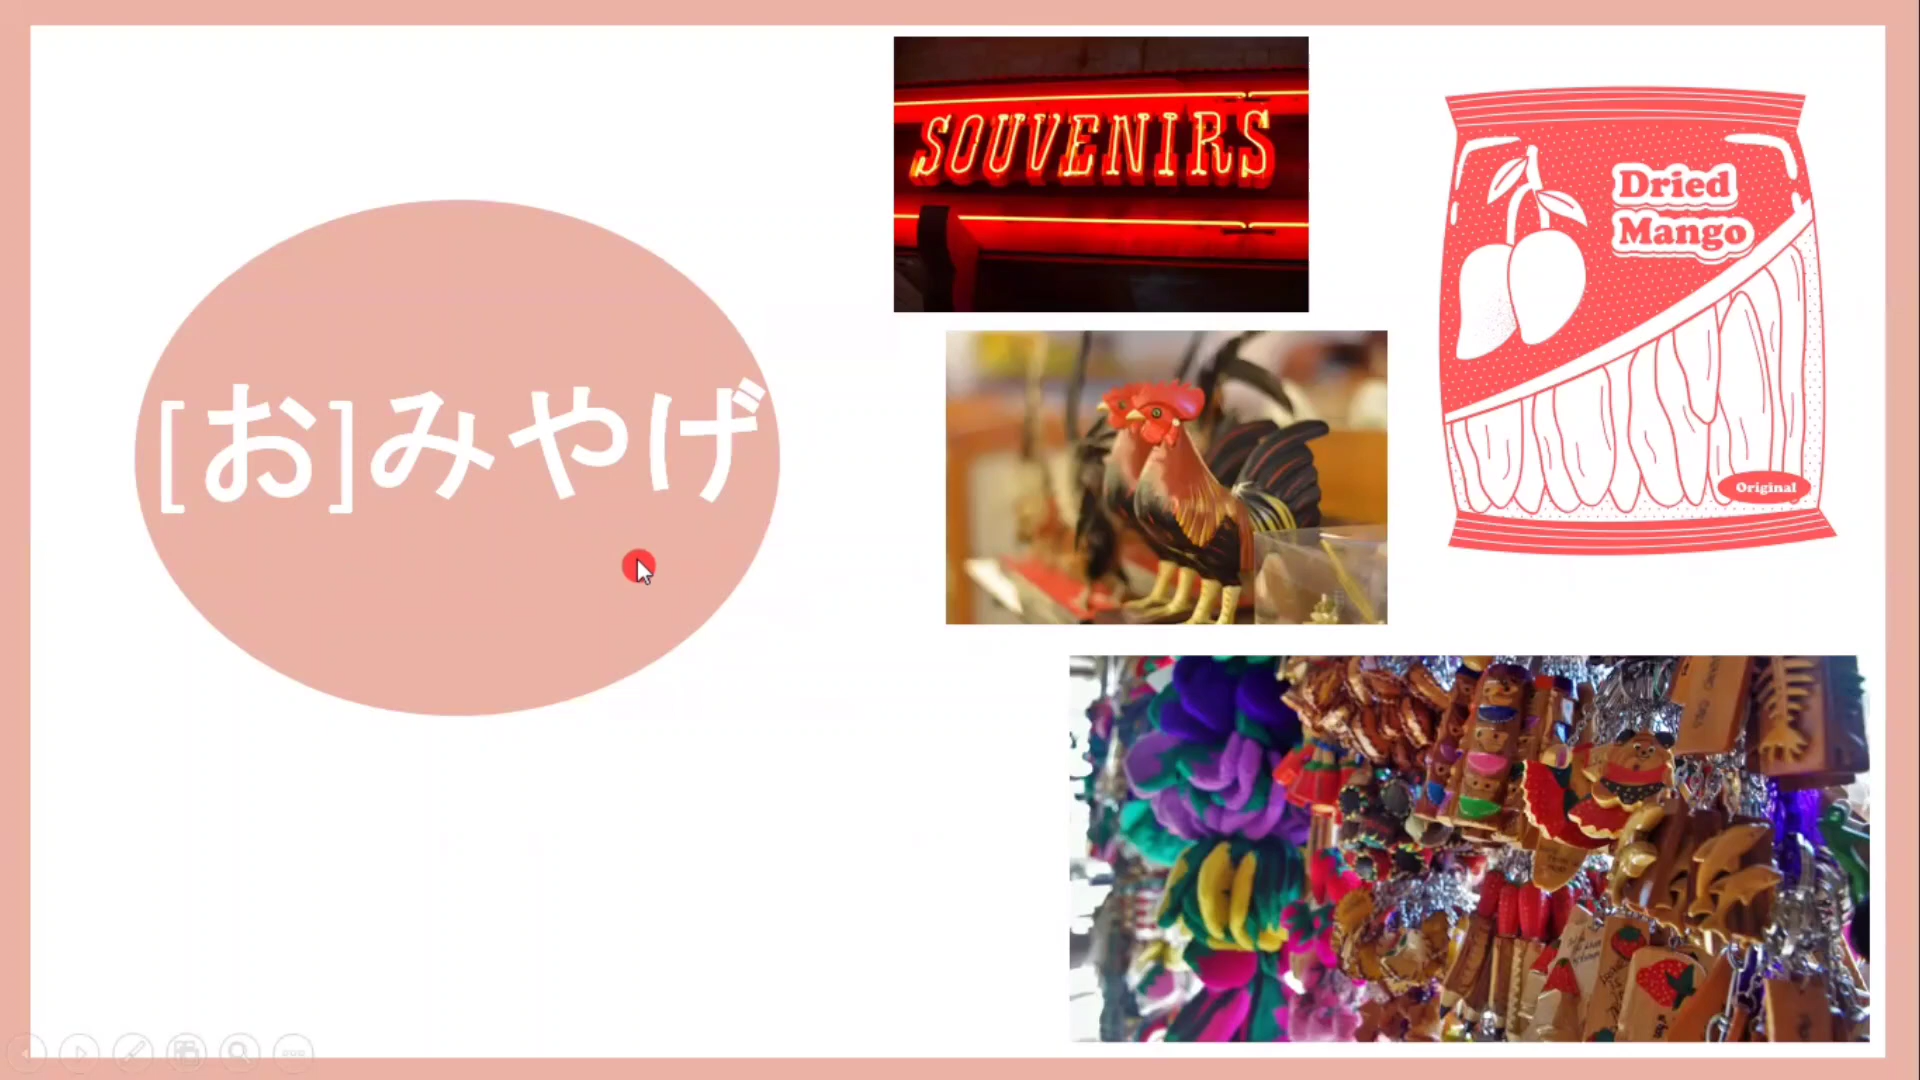 [お]みやげ
SOUVENIRS
Dried
Mango
Original